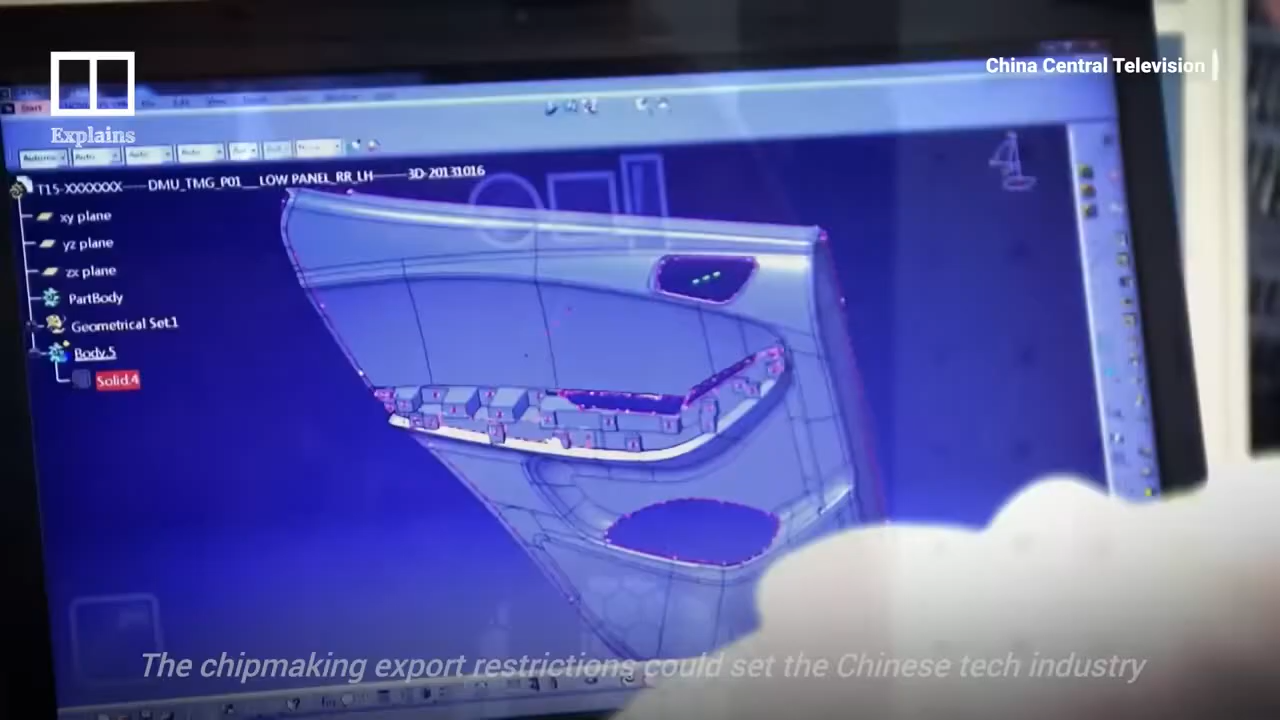 China Central Television
Explains
Start
T15-XXXXXXX-----DMU_TMG_P01__LOW PANEL_RR_LH------3D-20131016
xy plane
yz plane
zx plane
PartBody
Geometrical Set.1
Body.5
Solid.4
The chipmaking export restrictions could set the Chinese tech industry